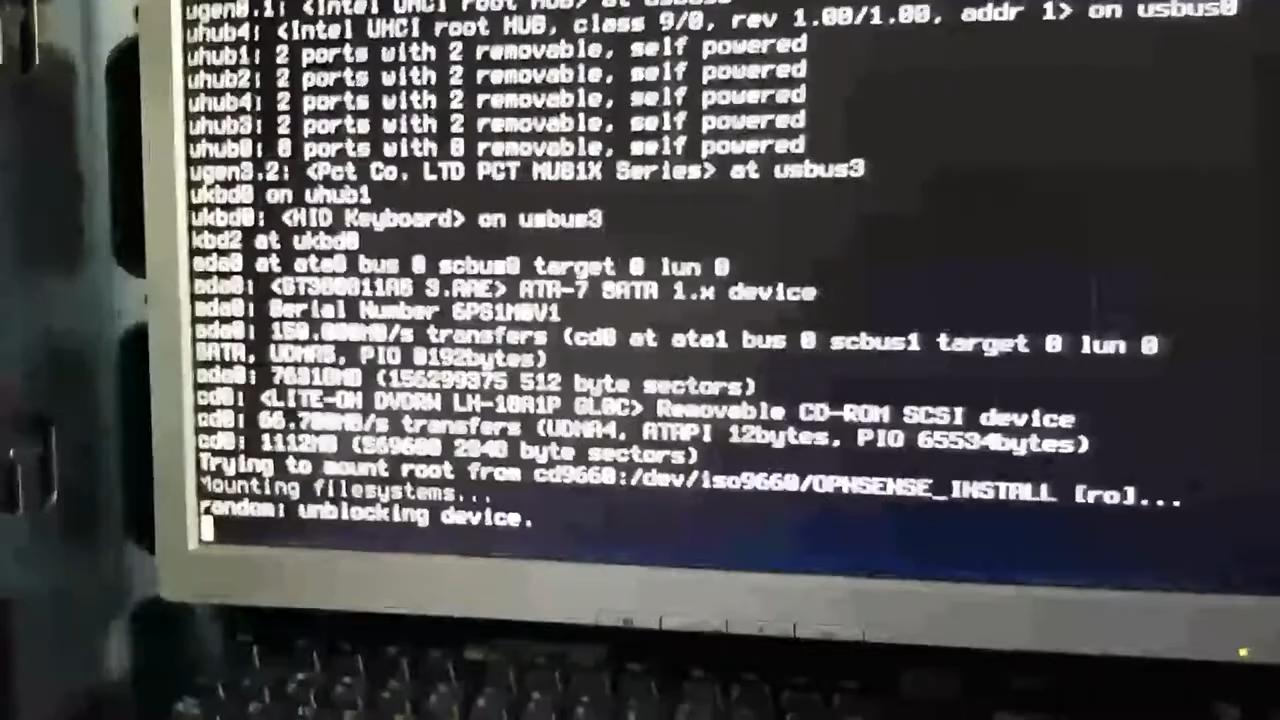 ugen0.1: <Intel UHCI root HUB> at usbus0
uhub4: <Intel UHCI root HUB, class 9/0, rev 1.00/1.00, addr 1> on usbus0
uhub1: 2 ports with 2 removable, self powered
uhub2: 2 ports with 2 removable, self powered
uhub4: 2 ports with 2 removable, self powered
uhub3: 2 ports with 2 removable, self powered
uhub0: 8 ports with 8 removable, self powered
ugen3.2: <Pct Co. LTD PCT MUB1X Series> at usbus3
ukbd0 on uhub1
ukbd0: <HID Keyboard> on usbus3
kbd2 at ukbd0
ada0 at ata0 bus 0 scbus0 target 0 lun 0
ada0: <ST380811AS 3.AAE> ATA-7 SATA 1.x device
ada0: Serial Number
ada0: 150.000MB/s transfers (cd0 at ata1 bus 0 scbus1 target 0 lun 0
SATA, UDMA5, PIO 8192bytes)
ada0: 76319MB (156299375 512 byte sectors)
cd0: <LITE-ON DVDRW LH-18A1P GL0C> Removable CD-ROM SCSI device
cd0: 66.700MB/s transfers (UDMA4, ATAPI 12bytes, PIO 65534bytes)
cd0: 1112MB (569600 2048 byte sectors)
Trying to mount root from cd9660:/dev/iso9660/OPNSENSE_INSTALL [ro]...
Mounting filesystems...
random: unblocking device.